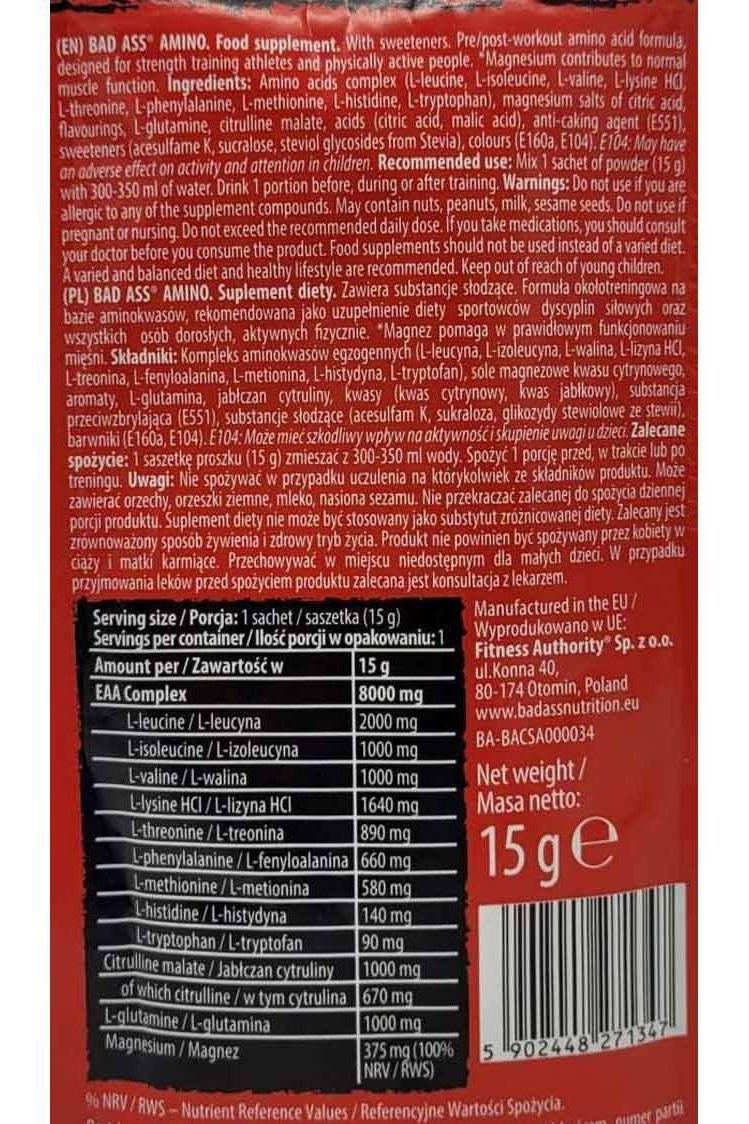 (EN) BAD ASS® AMINO. Food supplement. With sweeteners. Pre/post-workout amino acid formula,
designed for strength training athletes and physically active people. *Magnesium contributes to normal
muscle function. Ingredients: Amino acids complex (L-leucine, L-isoleucine, L-valine, L-lysine HCl,
L-threonine, L-phenylalanine, L-methionine, L-histidine, L-tryptophan), magnesium salts of citric acid,
flavourings, L-glutamine, citrulline malate, acids (citric acid, malic acid), anti-caking agent (E551),
sweeteners (acesulfame K, sucralose, steviol glycosides from Stevia), colours (E160a, E104). E104: May have
an adverse effect on activity and attention in children. Recommended use: Mix 1 sachet of powder (15 g)
with 300-350 ml of water. Drink 1 portion before, during or after training. Warnings: Do not use if you are
allergic to any of the supplement compounds. May contain nuts, peanuts, milk, sesame seeds. Do not use if
pregnant or nursing. Do not exceed the recommended daily dose. If you take medications, you should consult
your doctor before you consume the product. Food supplements should not be used instead of a varied diet.
A varied and balanced diet and healthy lifestyle are recommended. Keep out of reach of young children.
(PL) BAD ASS® AMINO. Suplement diety. Zawiera substancje słodzące. Formuła okołotreningowa na
bazie aminokwasów, rekomendowana jako uzupełnienie diety sportowców dyscyplin siłowych oraz
wszystkich osób dorosłych, aktywnych fizycznie. *Magnez pomaga w prawidłowym funkcjonowaniu
mięśni. Składniki: Kompleks aminokwasów egzogennych (L-leucyna, L-izoleucyna, L-walina, L-lizyna HCl,
L-treonina, L-fenyloalanina, L-metionina, L-histydyna, L-tryptofan), sole magnezowe kwasu cytrynowego,
aromaty, L-glutamina, jabłczan cytruliny, kwasy (kwas cytrynowy, kwas jabłkowy), substancja
przeciwzbrylająca (E551), substancje słodzące (acesulfam K, sukraloza, glikozydy stewiolowe ze stewii),
barwniki (E160a, E104). E104: Może mieć szkodliwy wpływ na aktywność i skupienie uwagi u dzieci. Zalecane
spożycie: 1 saszetkę proszku (15 g) zmieszać z 300-350 ml wody. Spożyć 1 porcję przed, w trakcie lub po
treningu. Uwagi: Nie spożywać w przypadku uczulenia na którykolwiek ze składników produktu. Może
zawierać orzechy, orzeszki ziemne, mleko, nasiona sezamu. Nie przekraczać zalecanej do spożycia dziennej
porcji produktu. Suplement diety nie może być stosowany jako substytut zróżnicowanej diety. Zalecany jest
zrównoważony sposób żywienia i zdrowy tryb życia. Produkt nie powinien być spożywany przez kobiety w
ciąży i matki karmiące. Przechowywać w miejscu niedostępnym dla małych dzieci. W przypadku
przyjmowania leków przed spożyciem produktu zalecana jest konsultacja z lekarzem.
Serving size / Porcja: 1 sachet / saszetka (15 g)
Servings per container / Ilość porcji w opakowaniu: 1
Amount per / Zawartość w 15 g
EAA Complex 8000 mg
L-leucine / L-leucyna 2000 mg
L-isoleucine / L-izoleucyna 1000 mg
L-valine / L-walina 1000 mg
L-lysine HCl / L-lizyna HCl 1640 mg
L-threonine / L-treonina 890 mg
L-phenylalanine / L-fenyloalanina 660 mg
L-methionine / L-metionina 580 mg
L-histidine / L-histydyna 140 mg
L-tryptophan / L-tryptofan 90 mg
Citrulline malate / Jabłczan cytruliny 1000 mg
of which citrulline / w tym cytrulina 670 mg
L-glutamine / L-glutamina 1000 mg
Magnesium / Magnez 375 mg (100%
NRV / RWS)
% NRV / RWS – Nutrient Reference Values / Referencyjne Wartości Spożycia.
numer partii
Manufactured in the EU /
Wyprodukowano w UE:
Fitness Authority® Sp. z o.o.
ul.Konna 40,
80-174 Otomin, Poland
www.badassnutrition.eu
BA-BACSA000034
Net weight /
Masa netto:
15 g e
5 902448 271347